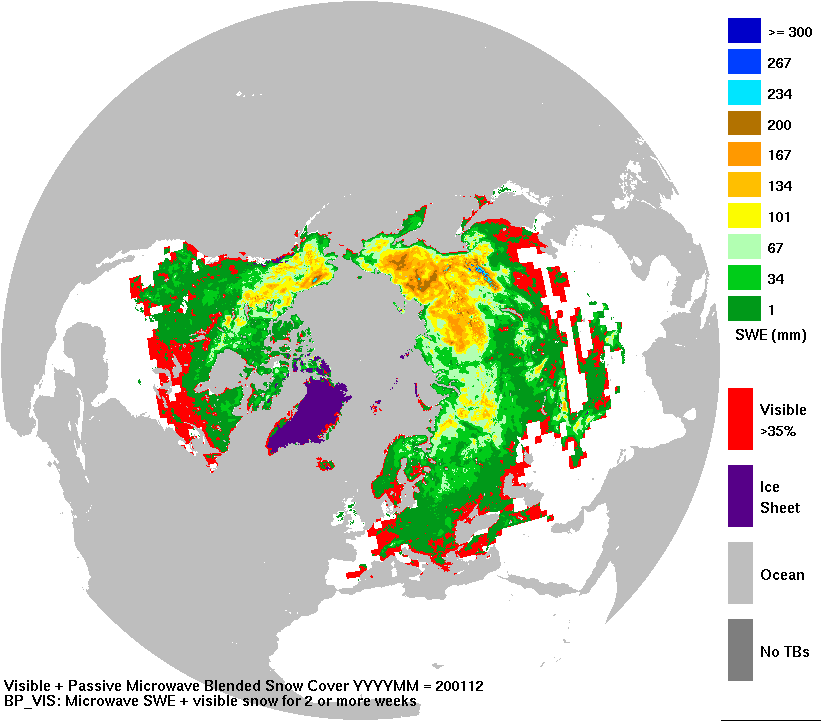 >= 300
267
234
200
167
134
101
67
34
1
SWE (mm)
Visible
>35%
Ice
Sheet
Ocean
No TBs
Visible + Passive Microwave Blended Snow Cover YYYYMM = 200112
BP_VIS: Microwave SWE + visible snow for 2 or more weeks